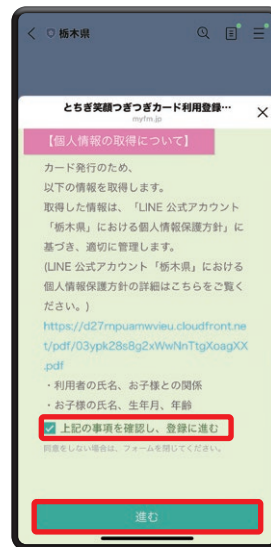 栃木県
とちぎ笑顔つぎつぎカード利用登録…
myfm.jp
【個人情報の取得について】
カード発行のため、
以下の情報を取得します。
取得した情報は、「LINE 公式アカウント
「栃木県」における個人情報保護方針」に
基づき、適切に管理します。
(LINE 公式アカウント「栃木県」における
個人情報保護方針の詳細はこちらをご覧く
ださい。)
https://d27mpuamwvieu.cloudfront.ne
t/pdf/03ypk28s8g2xWwNnTtgXoagXX
.pdf
・利用者の氏名、お子様との関係
・お子様の氏名、生年月、年齢
上記の事項を確認し、登録に進む
同意をしない場合は、フォームを閉じてください。
進む